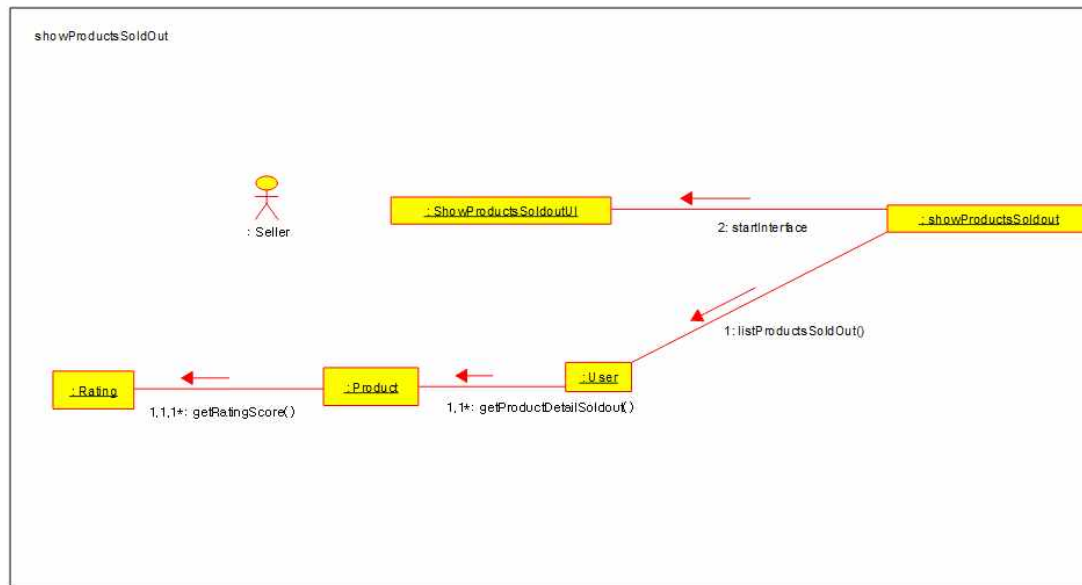 showProductsSoldOut
: Seller
: ShowProductsSoldoutUI
2: startInterface
: showProductsSoldout
1: listProductsSoldOut()
: Rating
1,1,1*: getRatingScore()
: Product
1,1*: getProductDetailSoldout()
: User